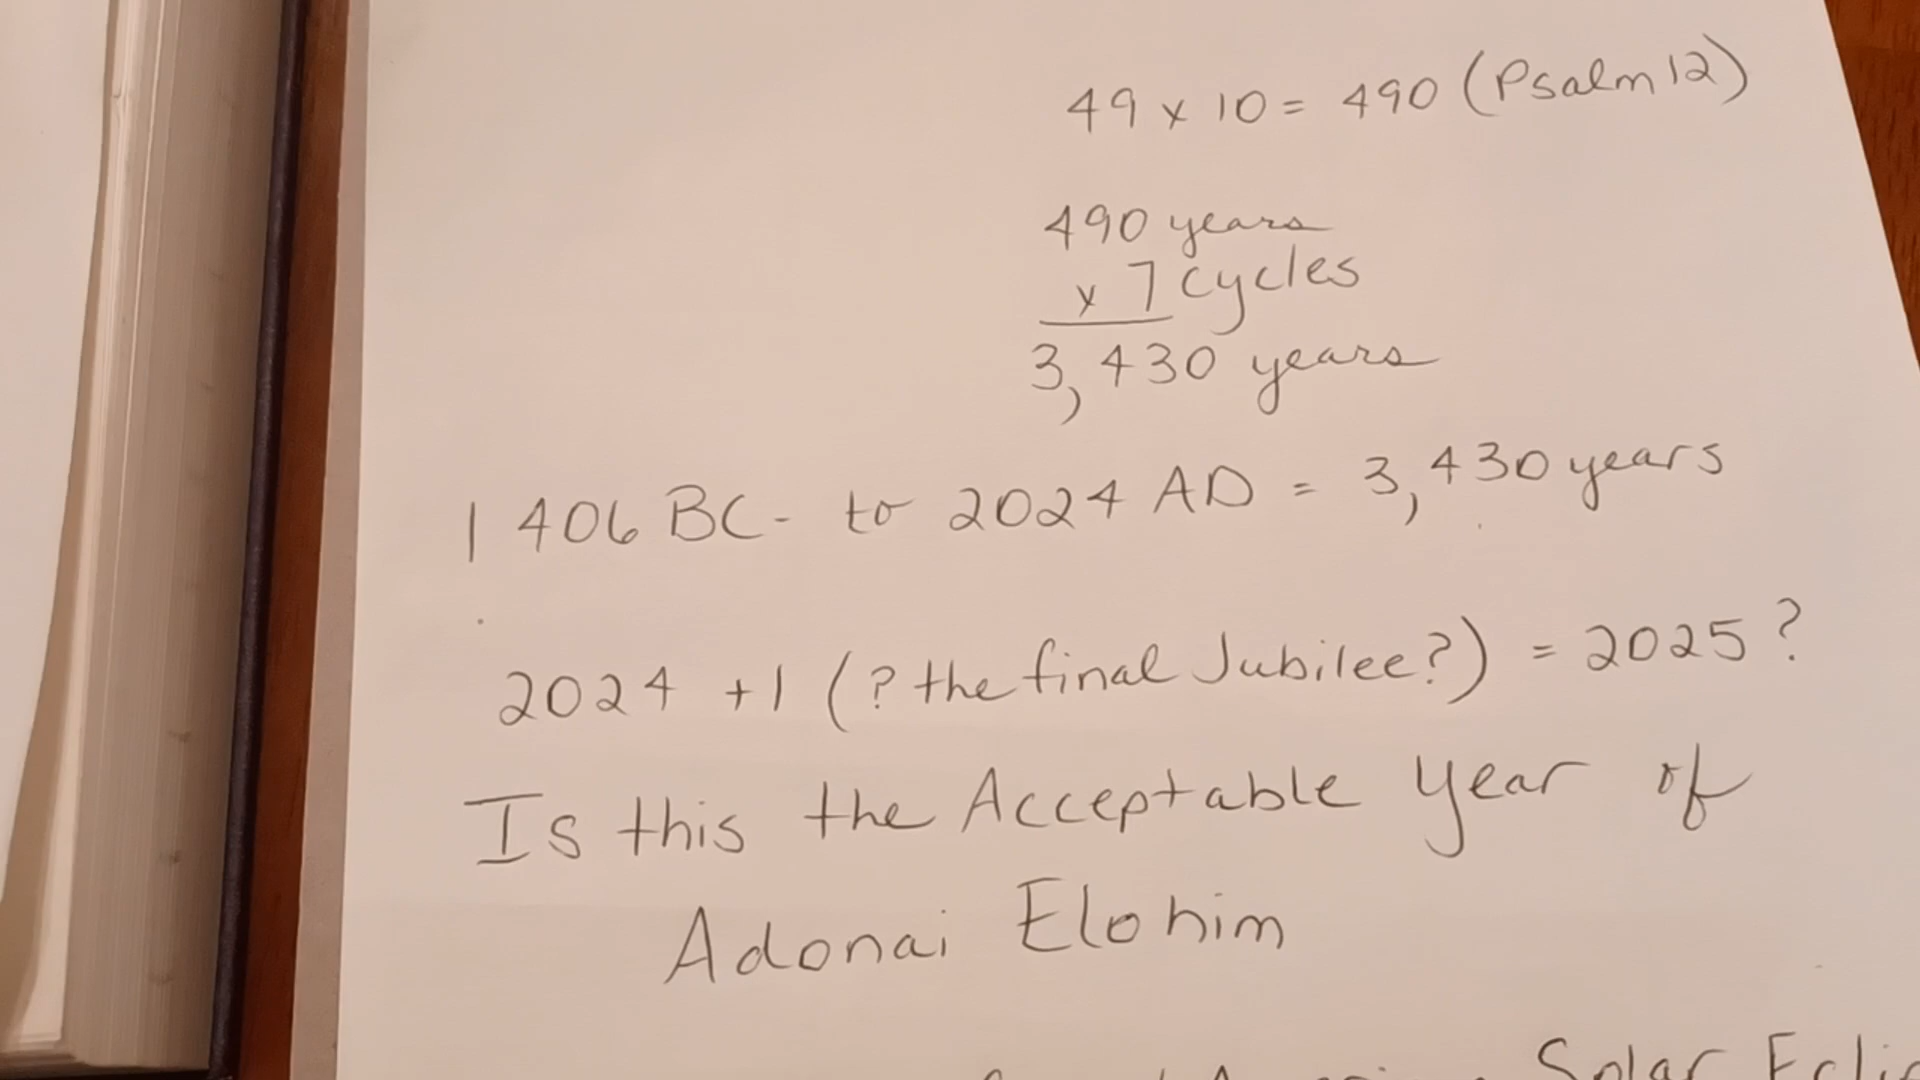 49 x 10 = 490 (Psalm 12)
490 years
x 7 cycles
3,430 years
1406 BC - to 2024 AD = 3,430 years
2024 +1 (? the final Jubilee?) = 2025?
Is this the Acceptable Year of
Adonai Elohim
Solar